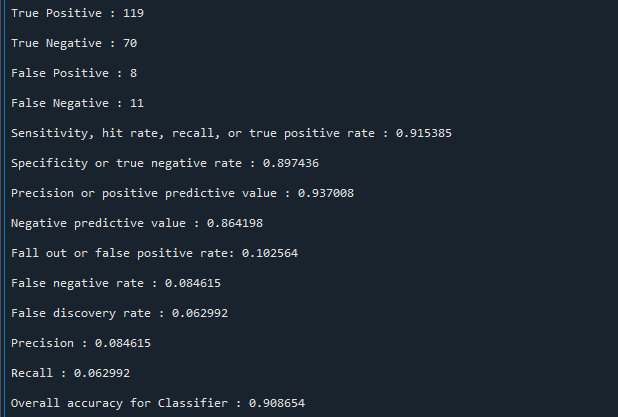 True Positive : 119
True Negative : 70
False Positive : 8
False Negative : 11
Sensitivity, hit rate, recall, or true positive rate : 0.915385
Specificity or true negative rate : 0.897436
Precision or positive predictive value : 0.937008
Negative predictive value : 0.864198
Fall out or false positive rate: 0.102564
False negative rate : 0.084615
False discovery rate : 0.062992
Precision : 0.084615
Recall : 0.062992
Overall accuracy for Classifier : 0.908654